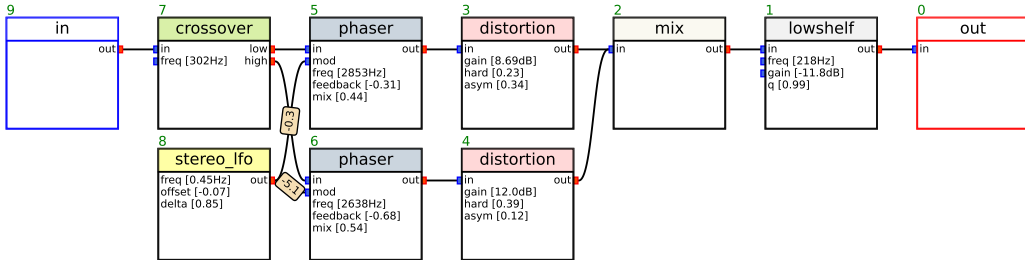 9
in
out
7
crossover
in
low
freq [302Hz]
high
5
phaser
in
out
mod
freq [2853Hz]
feedback [-0.31]
mix [0.44]
3
distortion
in
out
gain [8.69dB]
hard [0.23]
asym [0.34]
2
mix
in
out
1
lowshelf
in
out
freq [218Hz]
gain [-11.8dB]
q [0.99]
0
out
in
-0.3
-5.1
8
stereo_lfo
freq [0.45Hz]
out
offset [-0.07]
delta [0.85]
6
phaser
in
out
mod
freq [2638Hz]
feedback [-0.68]
mix [0.54]
4
distortion
in
out
gain [12.0dB]
hard [0.39]
asym [0.12]